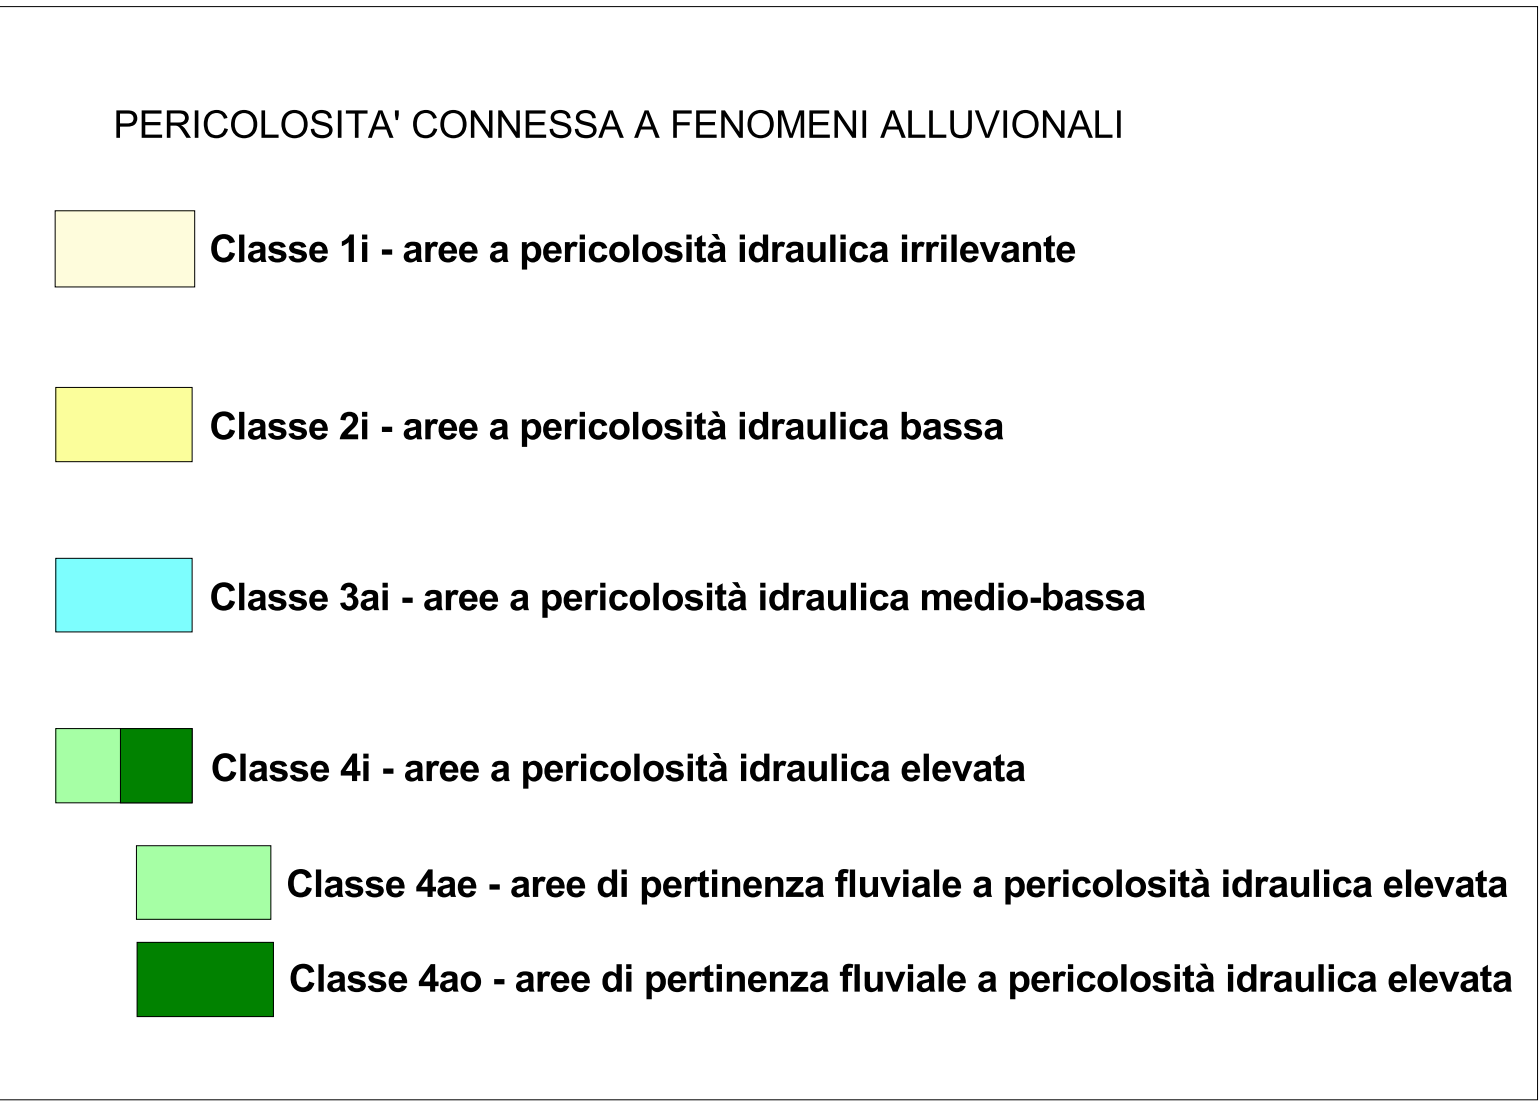 PERICOLOSITA' CONNESSA A FENOMENI ALLUVIONALI
Classe 1i - aree a pericolosità idraulica irrilevante
Classe 2i - aree a pericolosità idraulica bassa
Classe 3ai - aree a pericolosità idraulica medio-bassa
Classe 4i - aree a pericolosità idraulica elevata
Classe 4ae - aree di pertinenza fluviale a pericolosità idraulica elevata
Classe 4ao - aree di pertinenza fluviale a pericolosità idraulica elevata